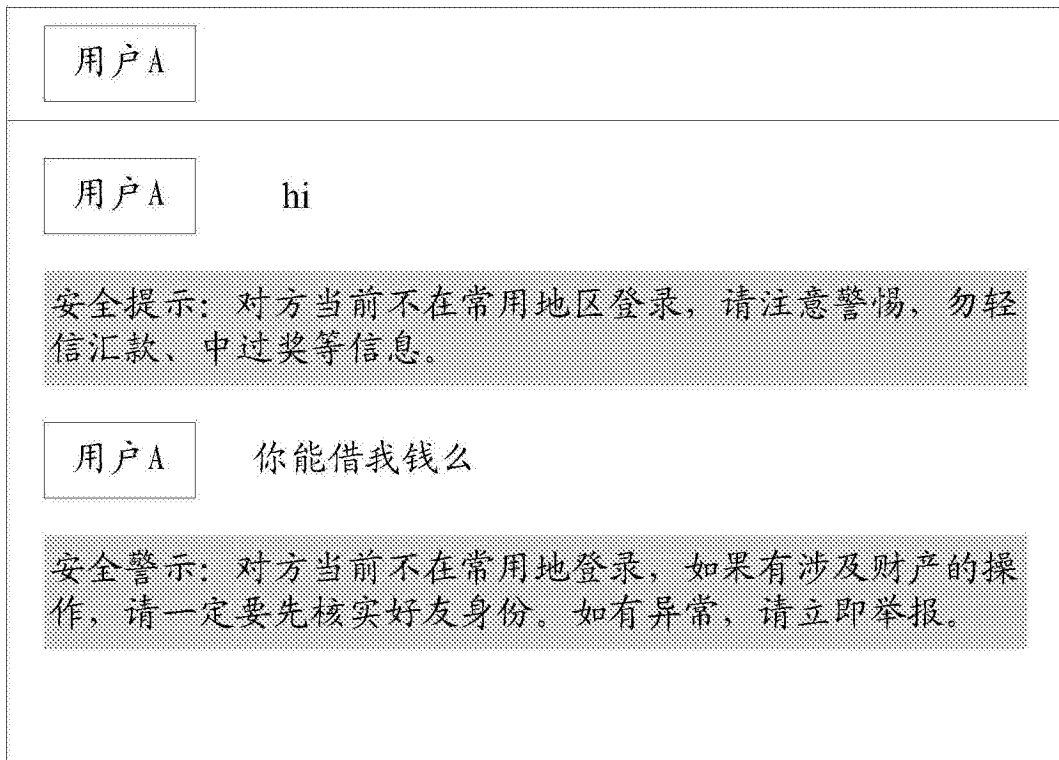 用户A
用户A hi
安全提示：对方当前不在常用地区登录，请注意警惕，勿轻
信汇款、中过奖等信息。
用户A 你能借我钱么
安全警示：对方当前不在常用地登录，如果有涉及财产的操
作，请一定要先核实好友身份。如有异常，请立即举报。